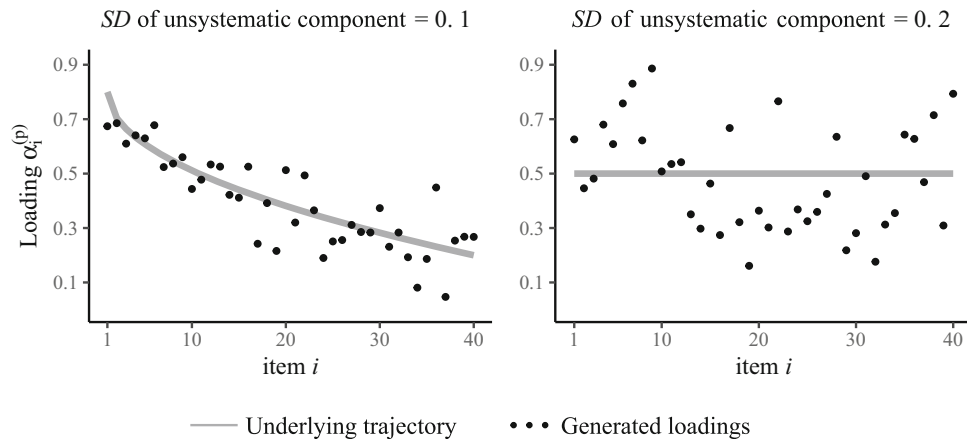 SD of unsystematic component = 0. 1
SD of unsystematic component = 0. 2
Loading α_i^(p)
0.9
0.7
0.5
0.3
0.1
1 10 20 30 40
item i
0.9
0.7
0.5
0.3
0.1
1 10 20 30 40
item i
Underlying trajectory
Generated loadings